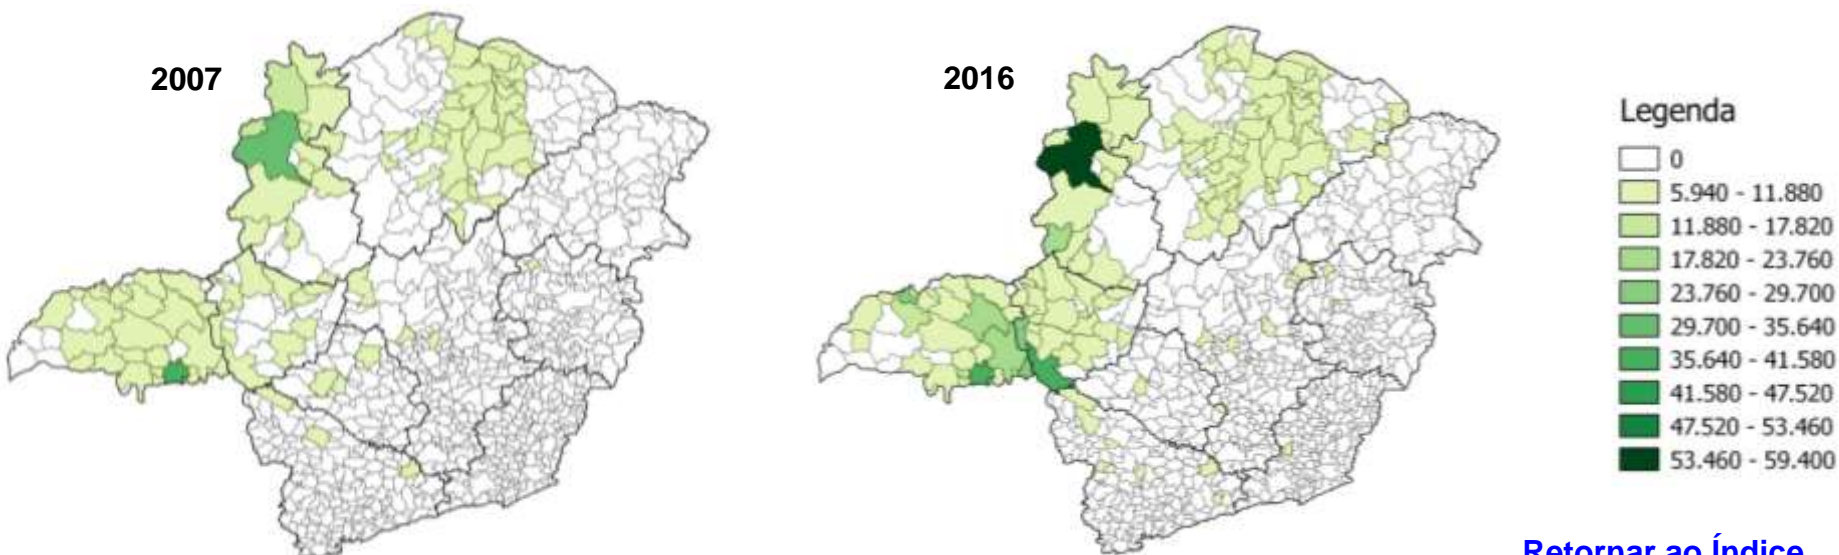 2007
2016
Legenda
0
5.940 - 11.880
11.880 - 17.820
17.820 - 23.760
23.760 - 29.700
29.700 - 35.640
35.640 - 41.580
41.580 - 47.520
47.520 - 53.460
53.460 - 59.400
Retornar ao Índice